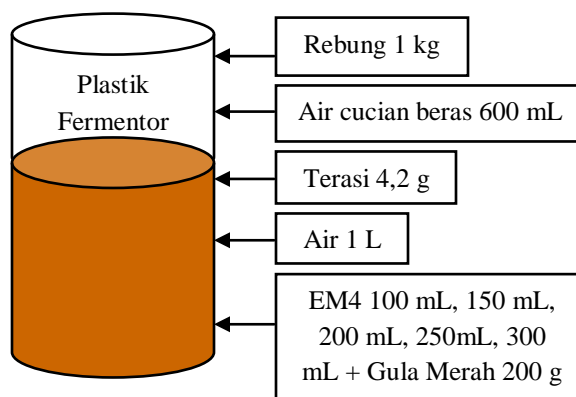 Plastik
Fermentor
Rebung 1 kg
Air cucian beras 600 mL
Terasi 4,2 g
Air 1 L
EM4 100 mL, 150 mL,
200 mL, 250mL, 300
mL + Gula Merah 200 g